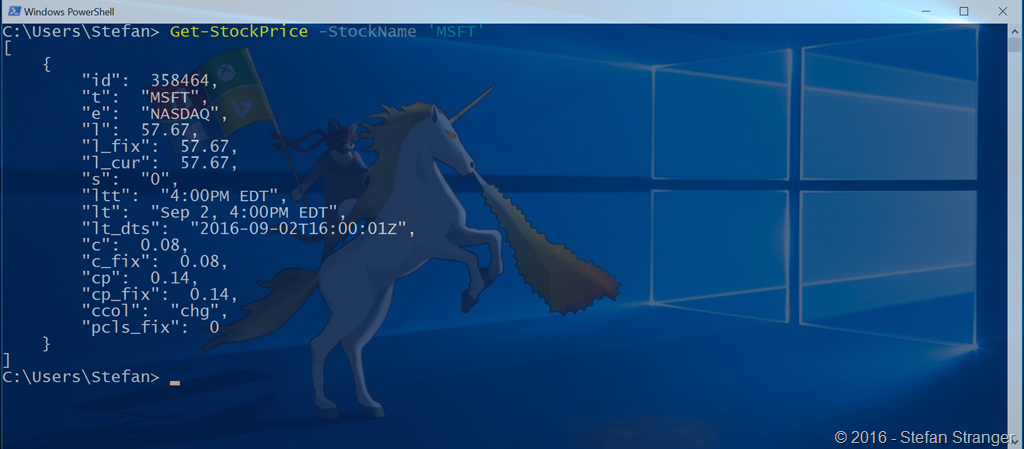 Windows PowerShell
C:\Users\Stefan> Get-StockPrice -StockName 'MSFT'
[
    {
        "id":  358464,
        "t":  "MSFT",
        "e":  "NASDAQ",
        "l":  57.67,
        "l_fix":  57.67,
        "l_cur":  57.67,
        "s":  "0",
        "ltt":  "4:00PM EDT",
        "lt":  "Sep 2, 4:00PM EDT",
        "lt_dts":  "2016-09-02T16:00:01Z",
        "c":  0.08,
        "c_fix":  0.08,
        "cp":  0.14,
        "cp_fix":  0.14,
        "ccol":  "chg",
        "pcls_fix":  0
    }
]
C:\Users\Stefan>
© 2016 - Stefan Stranger